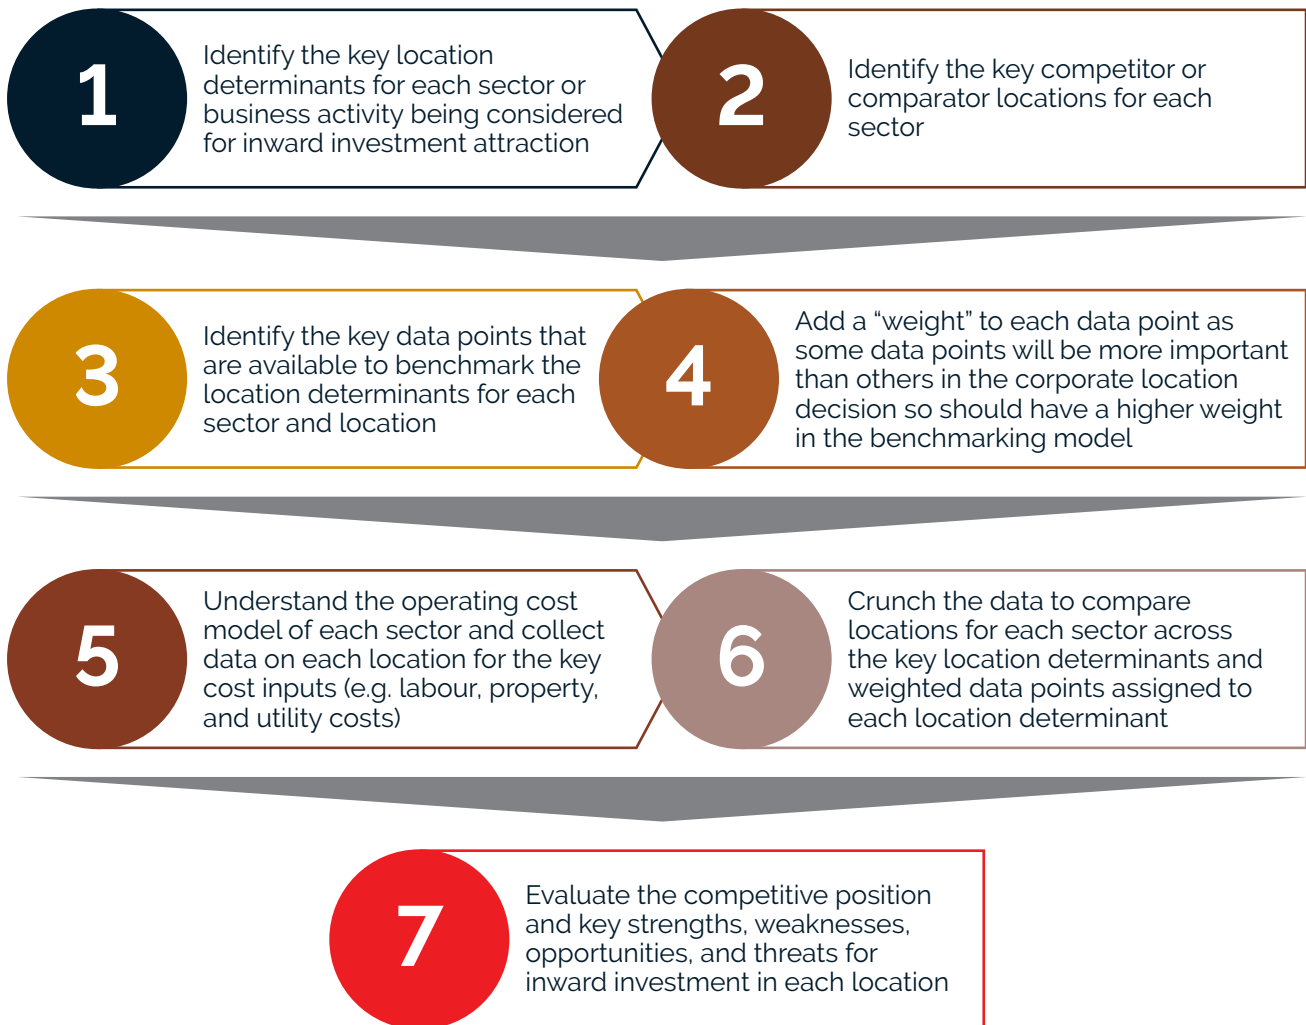 1
Identify the key location
determinants for each sector or
business activity being considered
for inward investment attraction
2
Identify the key competitor or
comparator locations for each
sector
3
Identify the key data points that
are available to benchmark the
location determinants for each
sector and location
4
Add a “weight” to each data point as
some data points will be more important
than others in the corporate location
decision so should have a higher weight
in the benchmarking model
5
Understand the operating cost
model of each sector and collect
data on each location for the key
cost inputs (e.g. labour, property,
and utility costs)
6
Crunch the data to compare
locations for each sector across
the key location determinants and
weighted data points assigned to
each location determinant
7
Evaluate the competitive position
and key strengths, weaknesses,
opportunities, and threats for
inward investment in each location